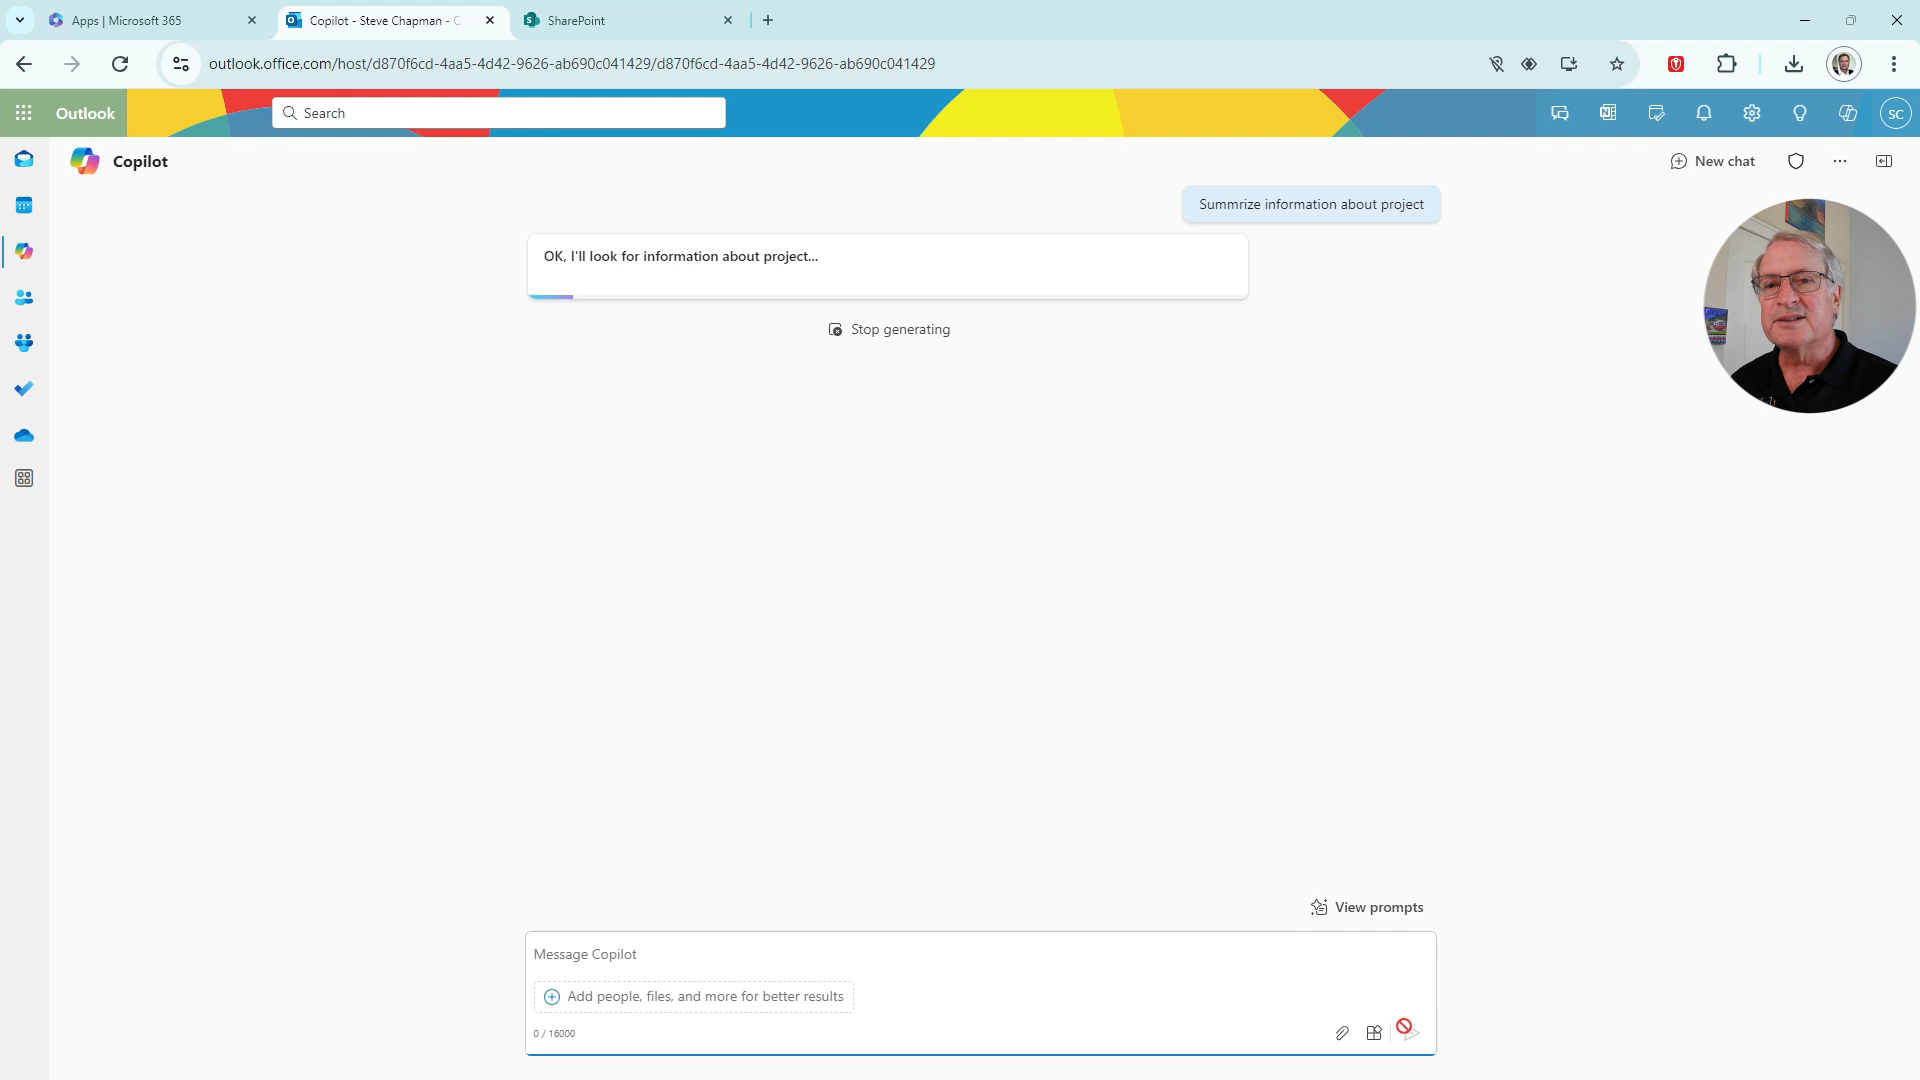 Apps | Microsoft 365
Copilot - Steve Chapman - O
SharePoint
outlook.office.com/host/d870f6cd-4aa5-4d42-9626-ab690c041429/d870f6cd-4aa5-4d42-9626-ab690c041429
Outlook
Search
SC
Copilot
New chat
Summrize information about project
OK, I'll look for information about project...
Stop generating
View prompts
Message Copilot
Add people, files, and more for better results
0 / 16000